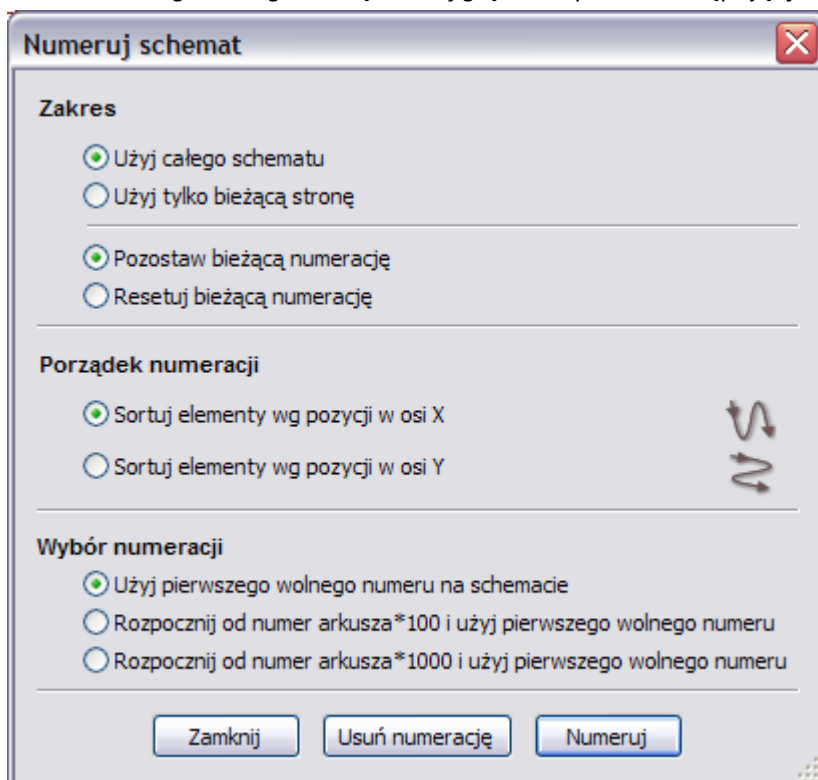 Numeruj schemat
Zakres
Użyj całego schematu
Użyj tylko bieżącą stronę
Pozostaw bieżącą numerację
Resetuj bieżącą numerację
Porządek numeracji
Sortuj elementy wg pozycji w osi X
Sortuj elementy wg pozycji w osi Y
Wybór numeracji
Użyj pierwszego wolnego numeru na schemacie
Rozpocznij od numer arkusza*100 i użyj pierwszego wolnego numeru
Rozpocznij od numer arkusza*1000 i użyj pierwszego wolnego numeru
Zamknij Usuń numerację Numeruj